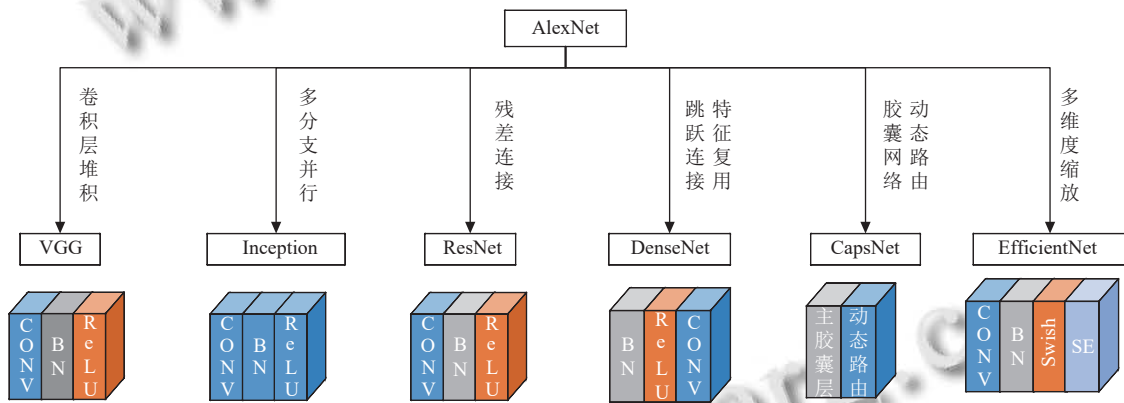 AlexNet
卷积层堆积
多分支并行
残差连接
跳跃连接
特征复用
胶囊网络
动态路由
多维度缩放
VGG
Inception
ResNet
DenseNet
CapsNet
EfficientNet
CONV
BN
ReLU
CONV
BN
ReLU
CONV
BN
ReLU
BN
ReLU
CONV
主胶囊层
动态路由
CONV
BN
Swish
SE